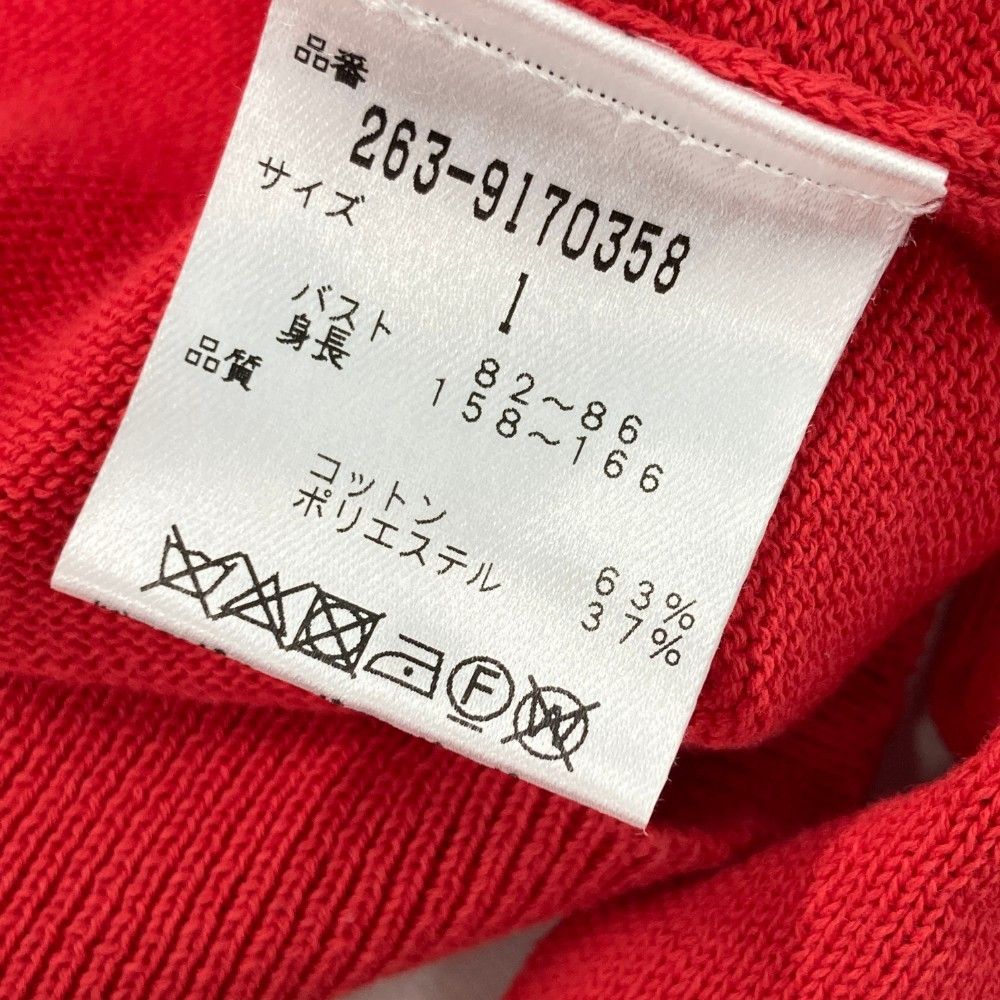 品番
263-9170358
サイズ
1
バスト 82～86
身長 158～166
品質
コットン 63%
ポリエステル 37%
F
W